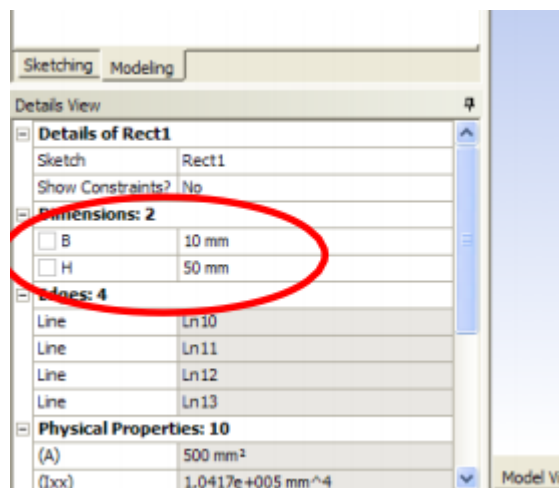 Sketching Modeling
Details View
Details of Rect1
Sketch Rect1
Show Constraints? No
Dimensions: 2
B 10 mm
H 50 mm
Edges: 4
Line Ln10
Line Ln11
Line Ln12
Line Ln13
Physical Properties: 10
(A) 500 mm²
(Ixx) 1.0417e+005 mm^4
Model